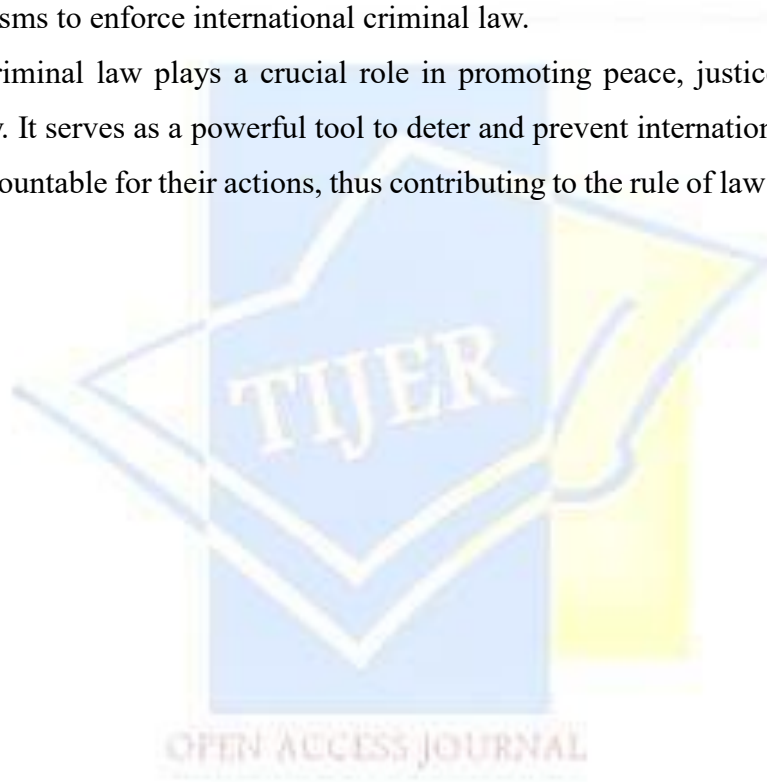 sms to enforce international criminal law.
riminal law plays a crucial role in promoting peace, justice
. It serves as a powerful tool to deter and prevent internation
ountable for their actions, thus contributing to the rule of law
TIJER
OPEN ACCESS JOURNAL